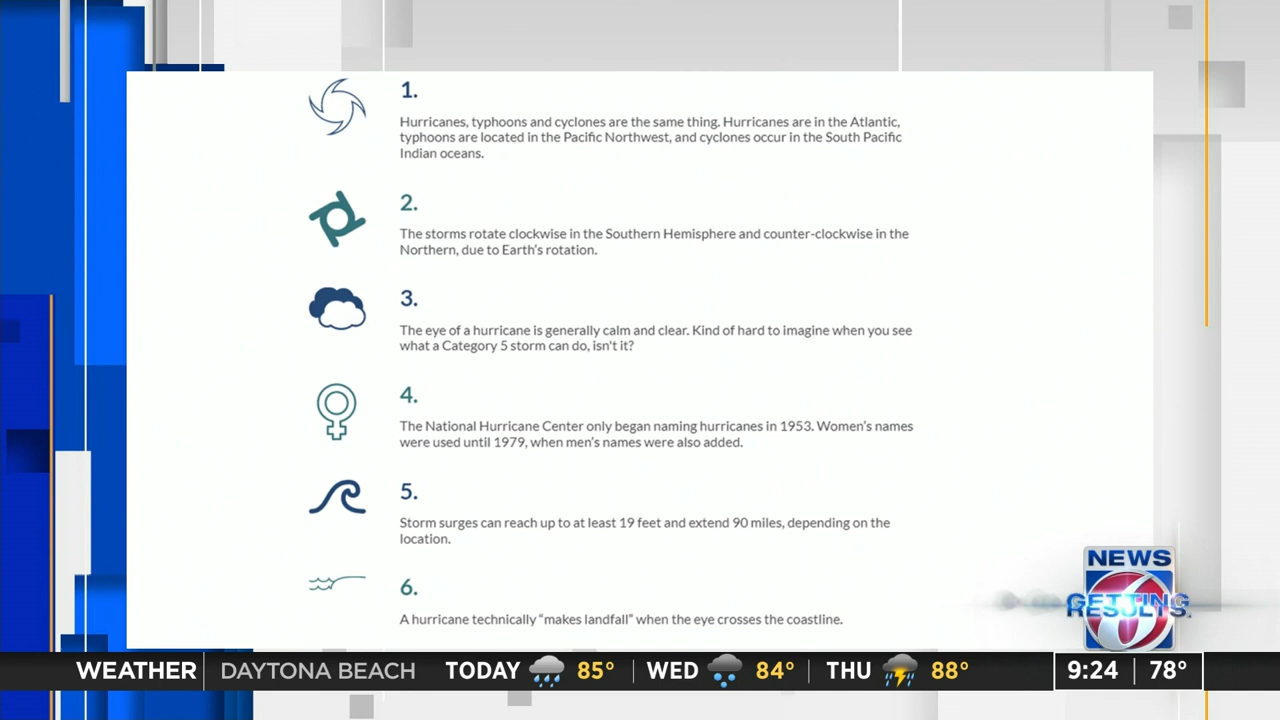 1.
Hurricanes, typhoons and cyclones are the same thing. Hurricanes are in the Atlantic,
typhoons are located in the Pacific Northwest, and cyclones occur in the South Pacific
Indian oceans.
2.
The storms rotate clockwise in the Southern Hemisphere and counter-clockwise in the
Northern, due to Earth's rotation.
3.
The eye of a hurricane is generally calm and clear. Kind of hard to imagine when you see
what a Category 5 storm can do, isn't it?
4.
The National Hurricane Center only began naming hurricanes in 1953. Women's names
were used until 1979, when men's names were also added.
5.
Storm surges can reach up to at least 19 feet and extend 90 miles, depending on the
location.
6.
A hurricane technically "makes landfall" when the eye crosses the coastline.
NEWS
6
GETTING
RESULTS.
WEATHER DAYTONA BEACH TODAY 85° WED 84° THU 88° 9:24 78°